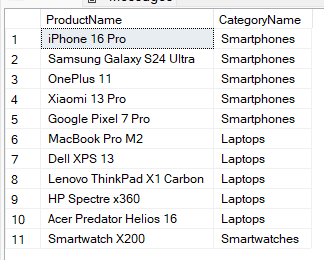 ProductName CategoryName
1 iPhone 16 Pro Smartphones
2 Samsung Galaxy S24 Ultra Smartphones
3 OnePlus 11 Smartphones
4 Xiaomi 13 Pro Smartphones
5 Google Pixel 7 Pro Smartphones
6 MacBook Pro M2 Laptops
7 Dell XPS 13 Laptops
8 Lenovo ThinkPad X1 Carbon Laptops
9 HP Spectre x360 Laptops
10 Acer Predator Helios 16 Laptops
11 Smartwatch X200 Smartwatches